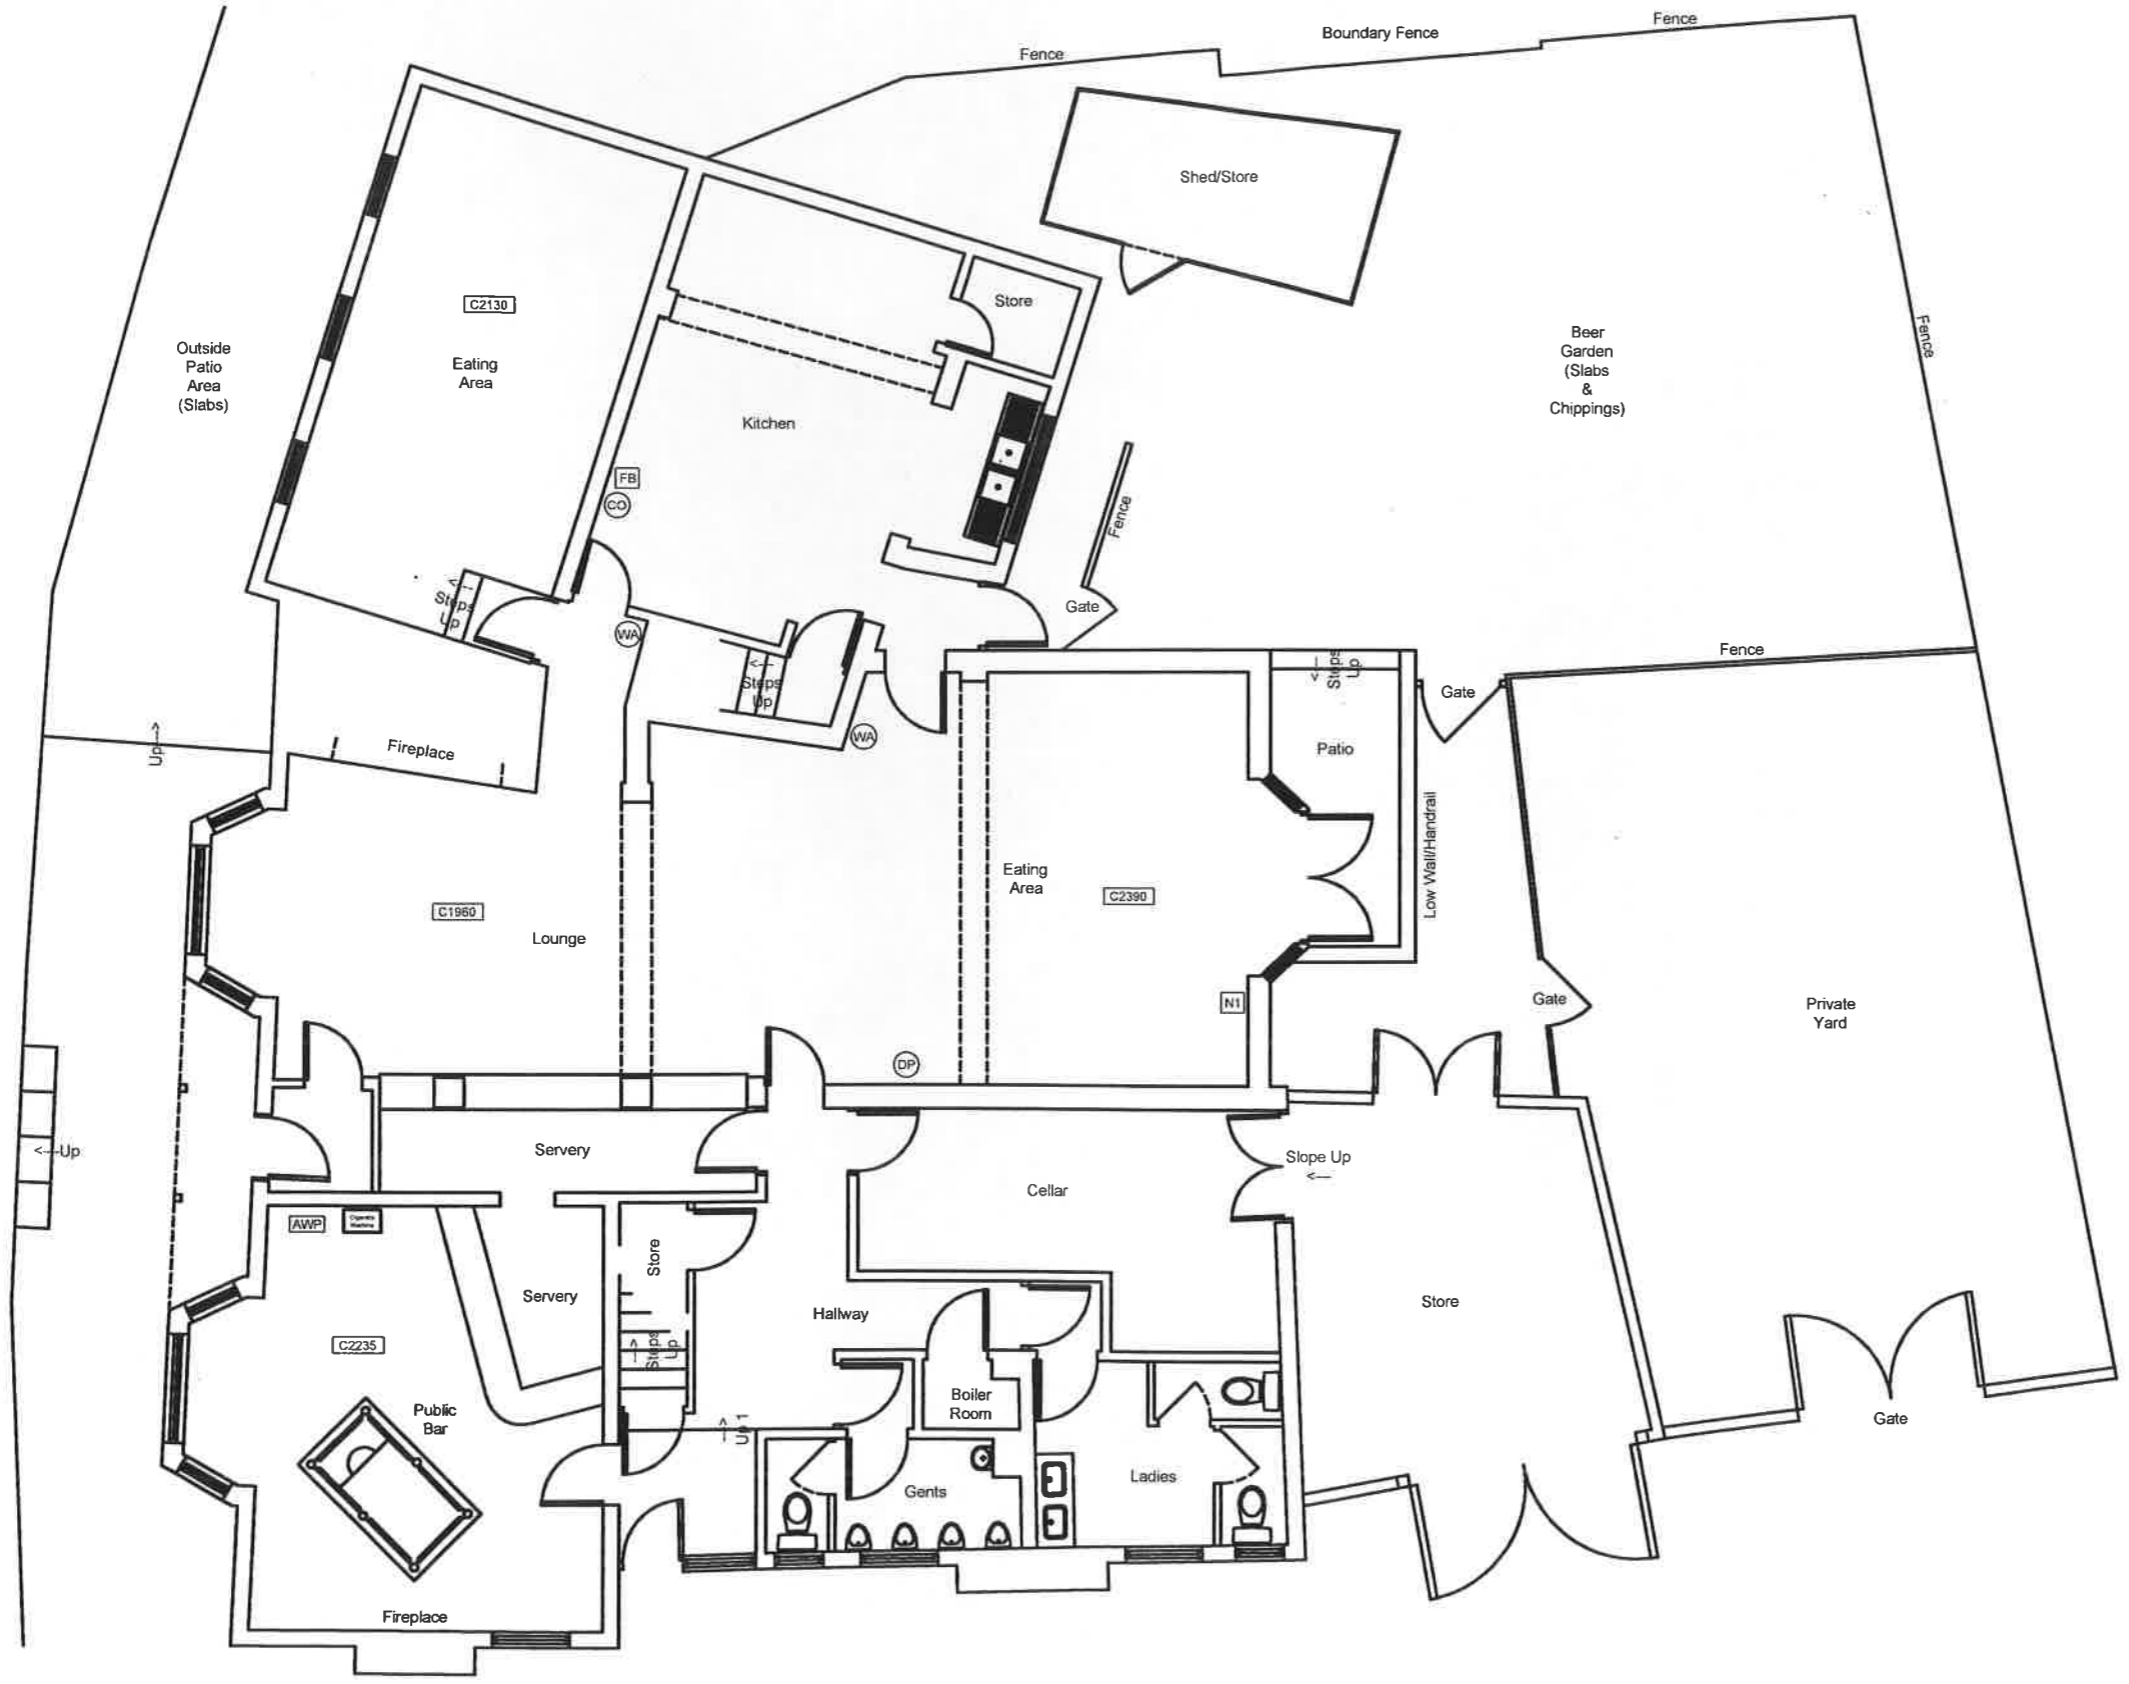 Fence
Boundary Fence
Fence
Shed/Store
Store
C2130
Eating
Area
Outside
Patio
Area
(Slabs)
Beer
Garden
(Slabs
&
Chippings)
Fence
Kitchen
FB
CO
Fence
Gate
<---
Steps
Up
WA
<---
Steps
Up
WA
Fireplace
Up--->
<---
Steps
Up
Gate
Fence
Patio
Low Wall/Handrail
Eating
Area
C2390
C1960
Lounge
N1
Gate
Private
Yard
DP
<---Up
Servery
Slope Up
<---
Cellar
AWP
Cigarette
Machine
Store
Servery
Hallway
Store
C2235
--->
Steps
Up
Public
Bar
Boiler
Room
--->
Up 1
Gate
Gents
Ladies
Fireplace